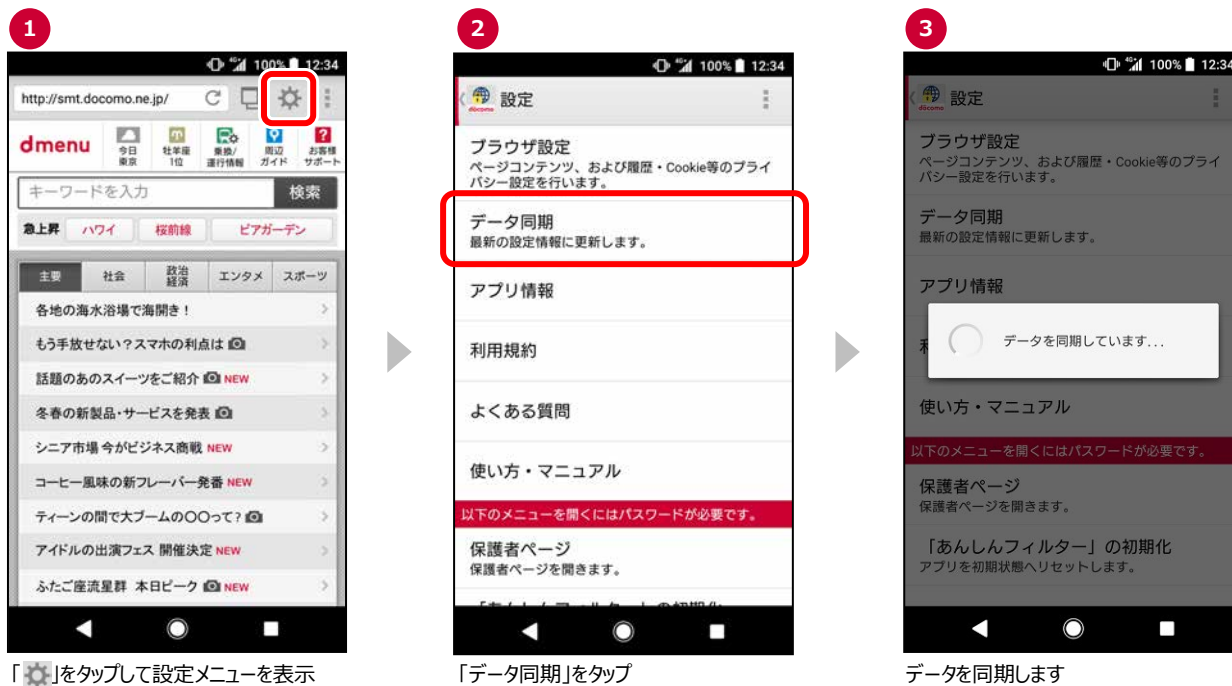 1
100% 12:34
http://smt.docomo.ne.jp/
dmenu
今日
東京
牡羊座
1位
乗換/
運行情報
周辺
ガイド
お客様
サポート
キーワードを入力 検索
急上昇 ハワイ 桜前線 ビアガーデン
主要 社会 政治
経済 エンタメ スポーツ
各地の海水浴場で海開き！
もう手放せない？スマホの利点は
話題のあのスイーツをご紹介 NEW
冬春の新製品・サービスを発表
シニア市場 今がビジネス商戦 NEW
コーヒー風味の新フレーバー発番 NEW
ティーンの間で大ブームの〇〇って？
アイドルの出演フェス 開催決定 NEW
ふたご座流星群 本日ピーク NEW
「 」をタップして設定メニューを表示
2
4G 100% 12:34
docomo 設定
ブラウザ設定
ページコンテンツ、および履歴・Cookie等のプライ
バシー設定を行います。
データ同期
最新の設定情報に更新します。
アプリ情報
利用規約
よくある質問
使い方・マニュアル
以下のメニューを開くにはパスワードが必要です。
保護者ページ
保護者ページを開きます。
「データ同期」をタップ
3
4G 100% 12:34
docomo 設定
ブラウザ設定
ページコンテンツ、および履歴・Cookie等のプライ
バシー設定を行います。
データ同期
最新の設定情報に更新します。
アプリ情報
データを同期しています...
使い方・マニュアル
以下のメニューを開くにはパスワードが必要です。
保護者ページ
保護者ページを開きます。
「あんしんフィルター」の初期化
アプリを初期状態へリセットします。
データを同期します